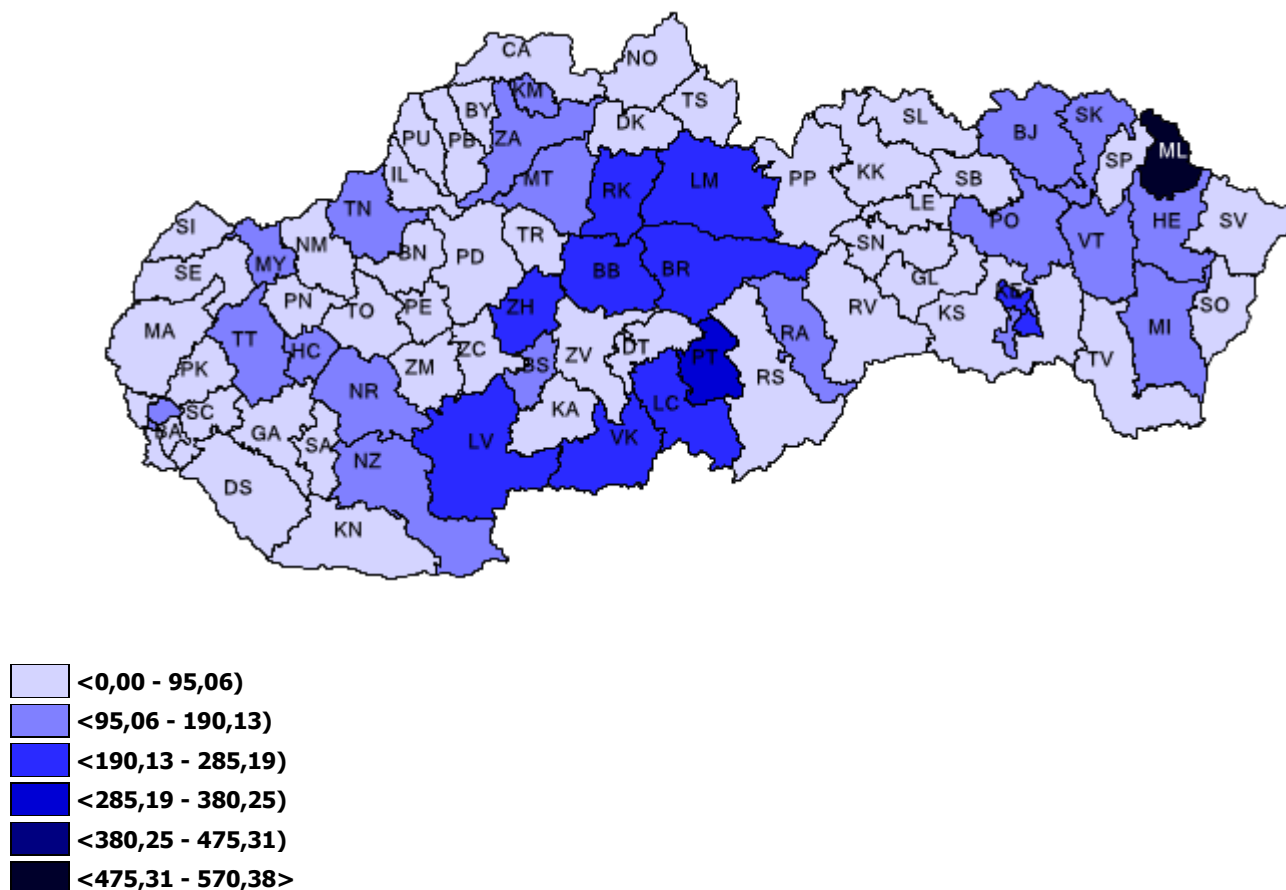 CA
NO
KM
TS
BY
PU
PB
ZA
DK
SL
BJ
SK
ML
SP
IL
MT
RK
LM
PP
KK
SB
TN
LE
PO
HE
SV
SI
NM
BN
PD
TR
SN
VT
MY
SE
BB
BR
GL
PN
TO
PE
ZH
RV
KS
SO
MA
TT
HC
ZC
ZV
DT
PT
RA
MI
TV
PK
ZM
BS
RS
NR
SC
KA
LC
GA
SA
LV
VK
BA
NZ
DS
KN
<0,00 - 95,06)
<95,06 - 190,13)
<190,13 - 285,19)
<285,19 - 380,25)
<380,25 - 475,31)
<475,31 - 570,38>